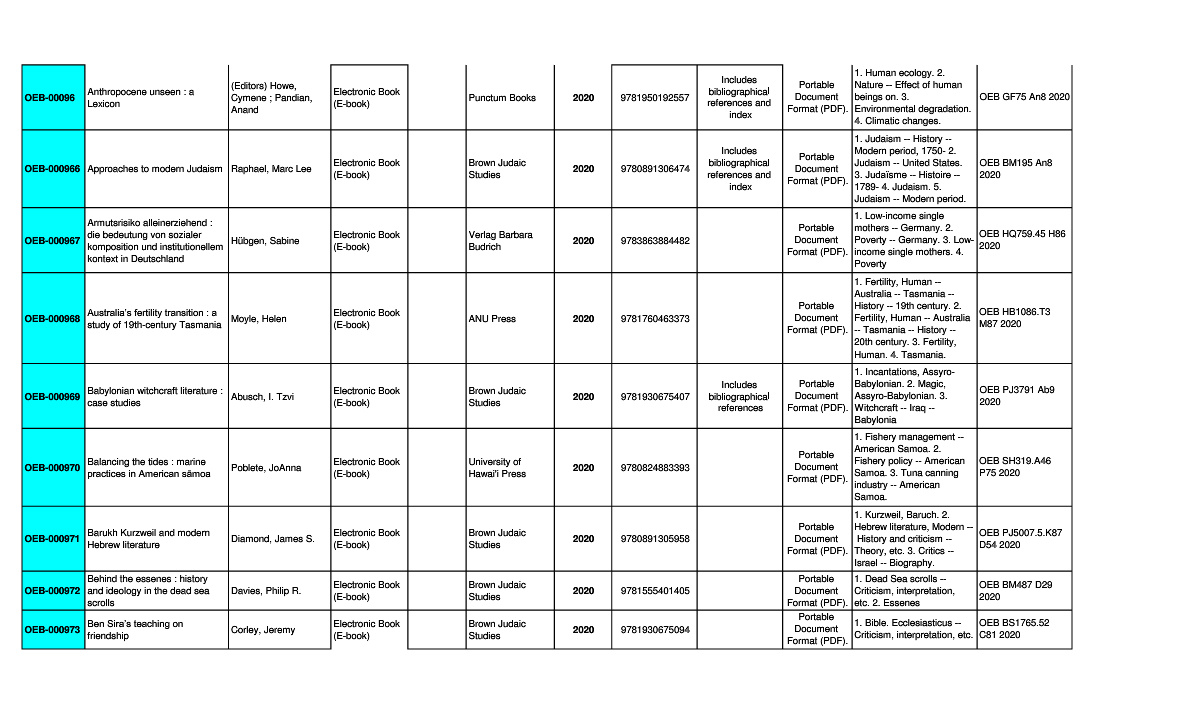 OEB-00096
Anthropocene unseen : a
Lexicon
(Editors) Howe,
Cymene ; Pandian,
Anand
Electronic Book
(E-book)
Punctum Books
2020
9781950192557
Includes
bibliographical
references and
index
Portable
Document
Format (PDF).
1. Human ecology. 2.
Nature -- Effect of human
beings on. 3.
Environmental degradation.
4. Climatic changes.
OEB GF75 An8 2020
OEB-000966
Approaches to modern Judaism
Raphael, Marc Lee
Electronic Book
(E-book)
Brown Judaic
Studies
2020
9780891306474
Includes
bibliographical
references and
index
Portable
Document
Format (PDF).
1. Judaism -- History --
Modern period, 1750- 2.
Judaism -- United States.
3. Judaïsme -- Histoire --
1789- 4. Judaism. 5.
Judaism -- Modern period.
OEB BM195 An8
2020
OEB-000967
Armutsrisiko alleinerziehend :
die bedeutung von sozialer
komposition und institutionellem
kontext in Deutschland
Hübgen, Sabine
Electronic Book
(E-book)
Verlag Barbara
Budrich
2020
9783863884482
Portable
Document
Format (PDF).
1. Low-income single
mothers -- Germany. 2.
Poverty -- Germany. 3. Low-
income single mothers. 4.
Poverty
OEB HQ759.45 H86
2020
OEB-000968
Australia's fertility transition : a
study of 19th-century Tasmania
Moyle, Helen
Electronic Book
(E-book)
ANU Press
2020
9781760463373
Portable
Document
Format (PDF).
1. Fertility, Human --
Australia -- Tasmania --
History -- 19th century. 2.
Fertility, Human -- Australia
-- Tasmania -- History --
20th century. 3. Fertility,
Human. 4. Tasmania.
OEB HB1086.T3
M87 2020
OEB-000969
Babylonian witchcraft literature :
case studies
Abusch, I. Tzvi
Electronic Book
(E-book)
Brown Judaic
Studies
2020
9781930675407
Includes
bibliographical
references
Portable
Document
Format (PDF).
1. Incantations, Assyro-
Babylonian. 2. Magic,
Assyro-Babylonian. 3.
Witchcraft -- Iraq --
Babylonia
OEB PJ3791 Ab9
2020
OEB-000970
Balancing the tides : marine
practices in American sāmoa
Poblete, JoAnna
Electronic Book
(E-book)
University of
Hawai'i Press
2020
9780824883393
Portable
Document
Format (PDF).
1. Fishery management --
American Samoa. 2.
Fishery policy -- American
Samoa. 3. Tuna canning
industry -- American
Samoa.
OEB SH319.A46
P75 2020
OEB-000971
Barukh Kurzweil and modern
Hebrew literature
Diamond, James S.
Electronic Book
(E-book)
Brown Judaic
Studies
2020
9780891305958
Portable
Document
Format (PDF).
1. Kurzweil, Baruch. 2.
Hebrew literature, Modern --
History and criticism --
Theory, etc. 3. Critics --
Israel -- Biography.
OEB PJ5007.5.K87
D54 2020
OEB-000972
Behind the essenes : history
and ideology in the dead sea
scrolls
Davies, Philip R.
Electronic Book
(E-book)
Brown Judaic
Studies
2020
9781555401405
Portable
Document
Format (PDF).
1. Dead Sea scrolls --
Criticism, interpretation,
etc. 2. Essenes
OEB BM487 D29
2020
OEB-000973
Ben Sira's teaching on
friendship
Corley, Jeremy
Electronic Book
(E-book)
Brown Judaic
Studies
2020
9781930675094
Portable
Document
Format (PDF).
1. Bible. Ecclesiasticus --
Criticism, interpretation, etc.
OEB BS1765.52
C81 2020